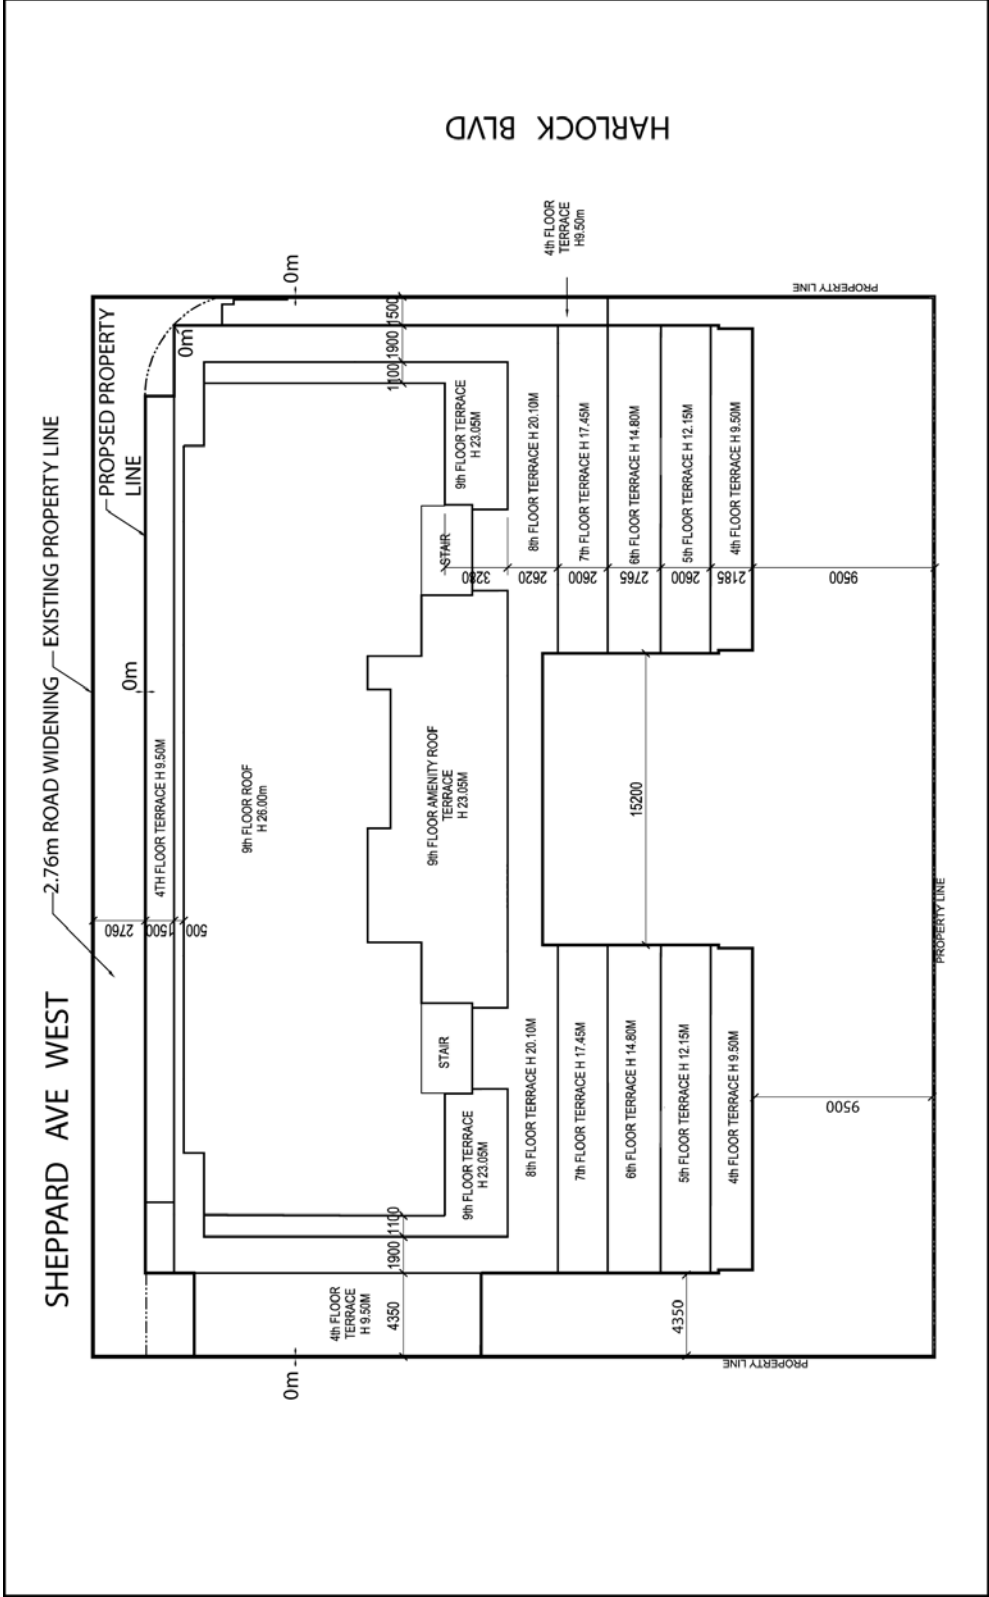 SHEPPARD AVE WEST
2.76m ROAD WIDENING
EXISTING PROPERTY LINE
PROPSED PROPERTY
LINE
HARLOCK BLVD
2760
1500
500
4TH FLOOR TERRACE H 9.50M
0m
0m
0m
0m
9th FLOOR ROOF
H 26.00m
4th FLOOR
TERRACE
H 9.50M
4350
1900
1100
1100
1900
1500
4th FLOOR
TERRACE
H9.50m
9th FLOOR TERRACE
H 23.05M
STAIR
9th FLOOR AMENITY ROOF
TERRACE
H 23.05M
STAIR
9th FLOOR TERRACE
H 23.05M
3280
8th FLOOR TERRACE H 20.10M
2620
8th FLOOR TERRACE H 20.10M
7th FLOOR TERRACE H 17.45M
2600
7th FLOOR TERRACE H 17.45M
6th FLOOR TERRACE H 14.80M
15200
2765
6th FLOOR TERRACE H 14.80M
4350
5th FLOOR TERRACE H 12.15M
2600
5th FLOOR TERRACE H 12.15M
4th FLOOR TERRACE H 9.50M
2185
4th FLOOR TERRACE H 9.50M
9500
9500
PROPERTY LINE
PROPERTY LINE
PROPERTY LINE